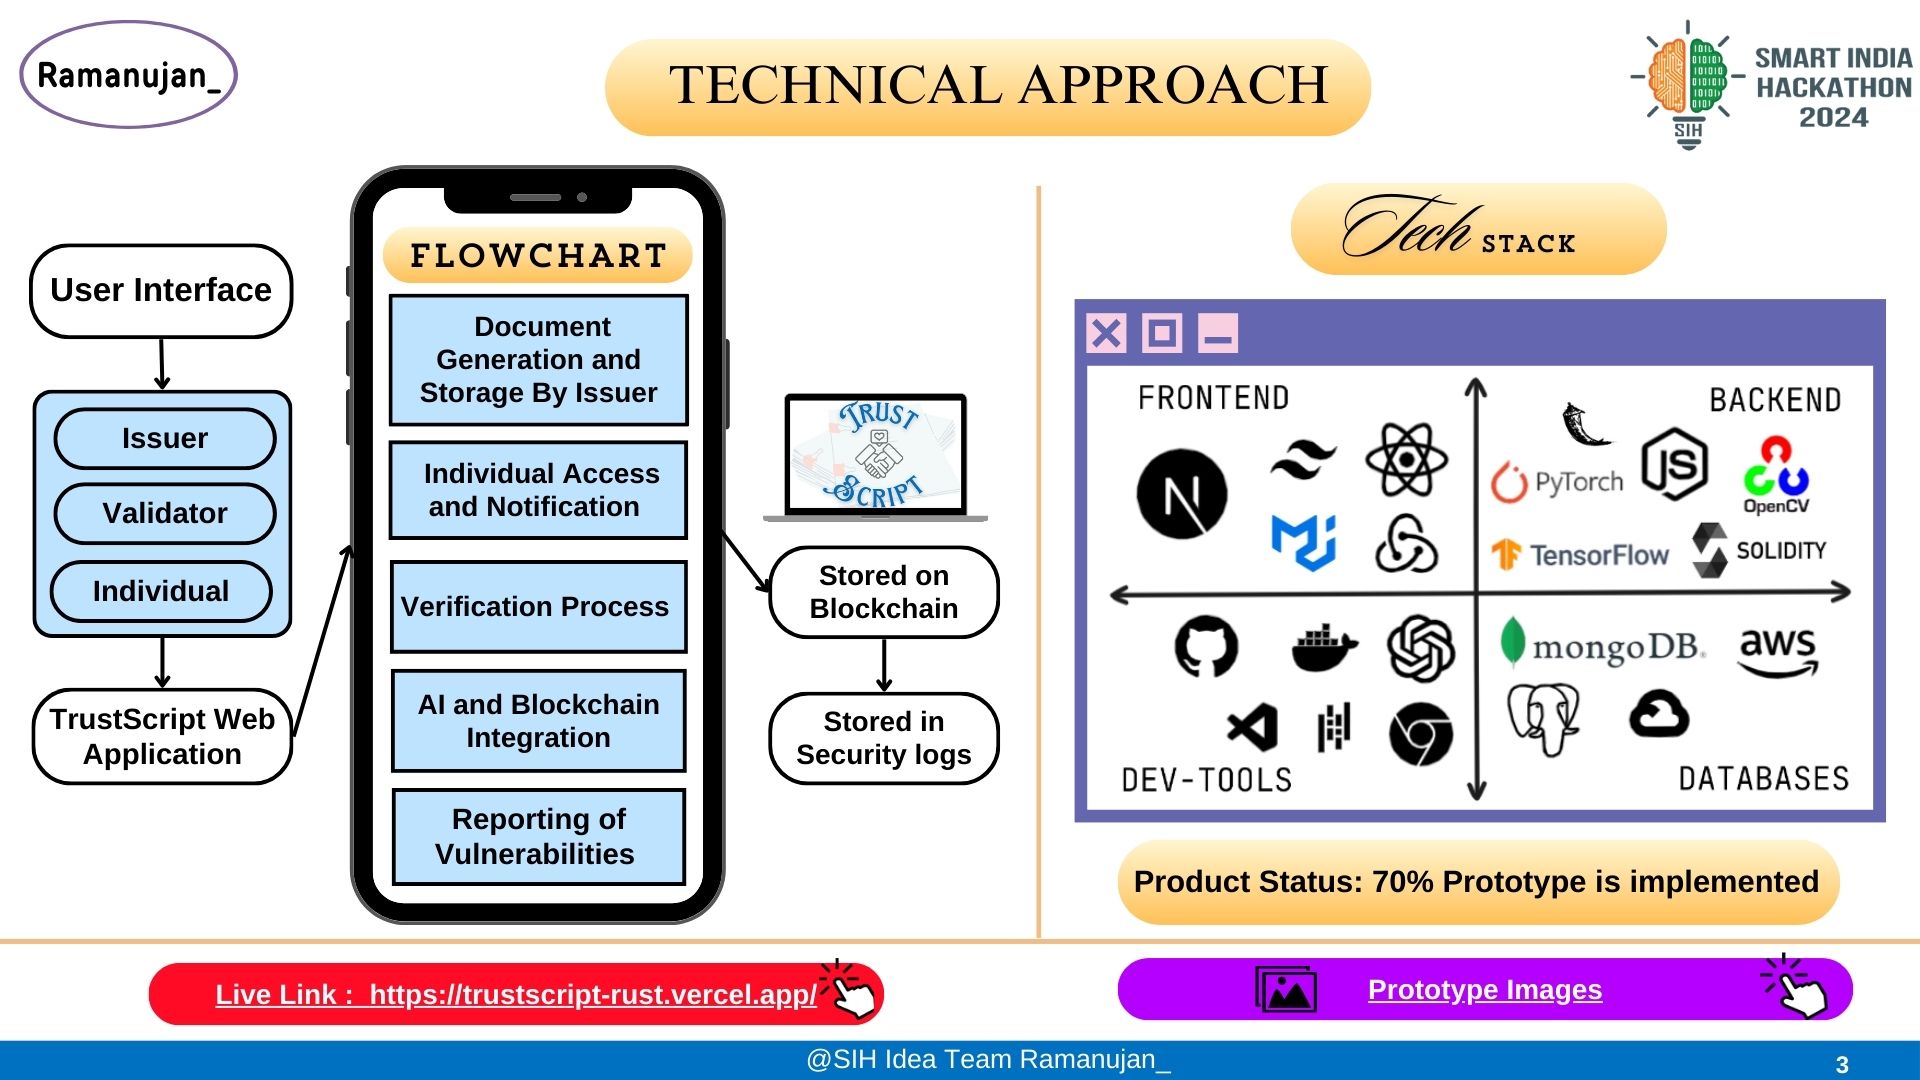 Ramanujan_
TECHNICAL APPROACH
SMART INDIA
HACKATHON
2024
SIH
User Interface
Issuer
Validator
Individual
TrustScript Web
Application
FLOWCHART
Document
Generation and
Storage By Issuer
Individual Access
and Notification
Verification Process
AI and Blockchain
Integration
Reporting of
Vulnerabilities
TRUST
SCRIPT
Stored on
Blockchain
Stored in
Security logs
Tech STACK
FRONTEND
N
BACKEND
PyTorch
JS
OpenCV
TensorFlow
SOLIDITY
DEV-TOOLS
mongoDB®
aws
DATABASES
Product Status: 70% Prototype is implemented
Live Link : https://trustscript-rust.vercel.app/
Prototype Images
@SIH Idea Team Ramanujan_
3